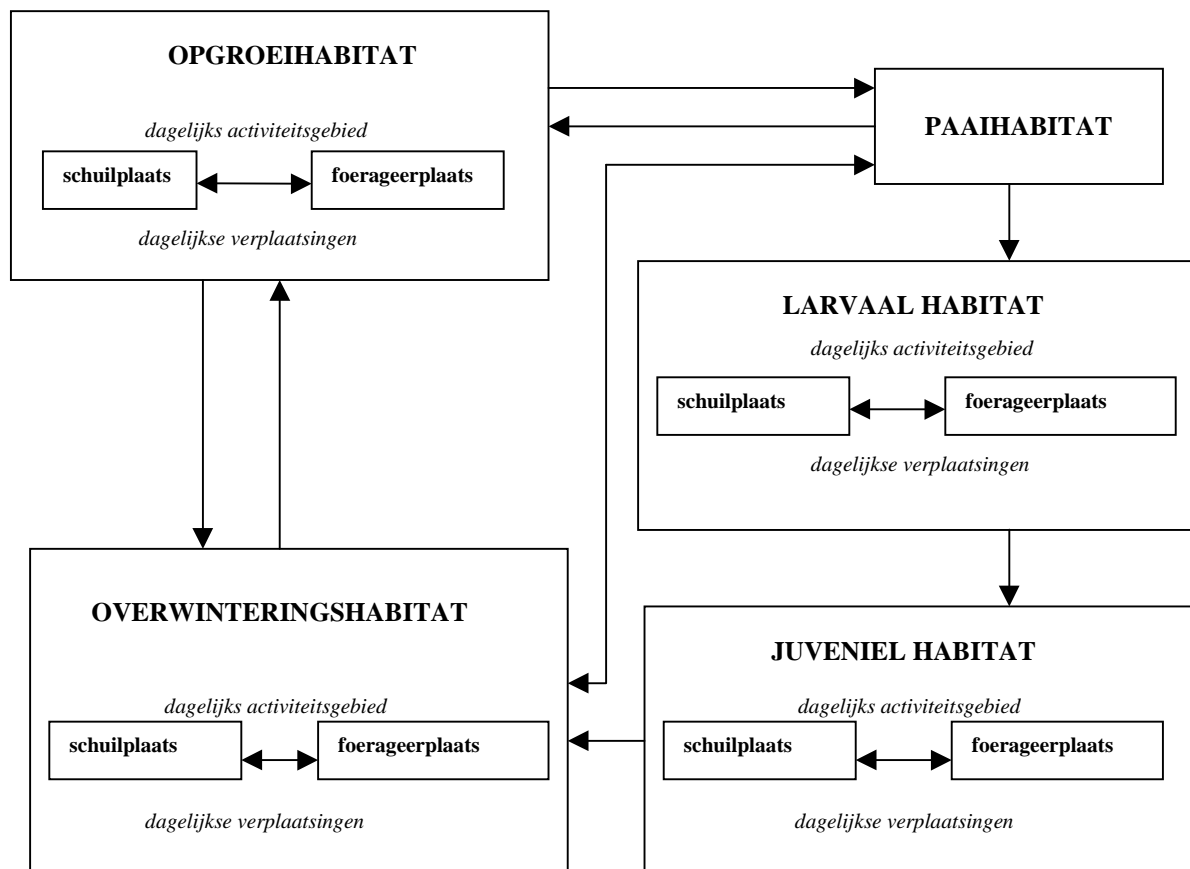 OPGROEIHABITAT
dagelijks activiteitsgebied
schuilplaats
foerageerplaats
dagelijkse verplaatsingen
PAAIHABITAT
LARVAAL HABITAT
dagelijks activiteitsgebied
schuilplaats
foerageerplaats
dagelijkse verplaatsingen
OVERWINTERINGSHABITAT
dagelijks activiteitsgebied
schuilplaats
foerageerplaats
dagelijkse verplaatsingen
JUVENIEL HABITAT
dagelijks activiteitsgebied
schuilplaats
foerageerplaats
dagelijkse verplaatsingen